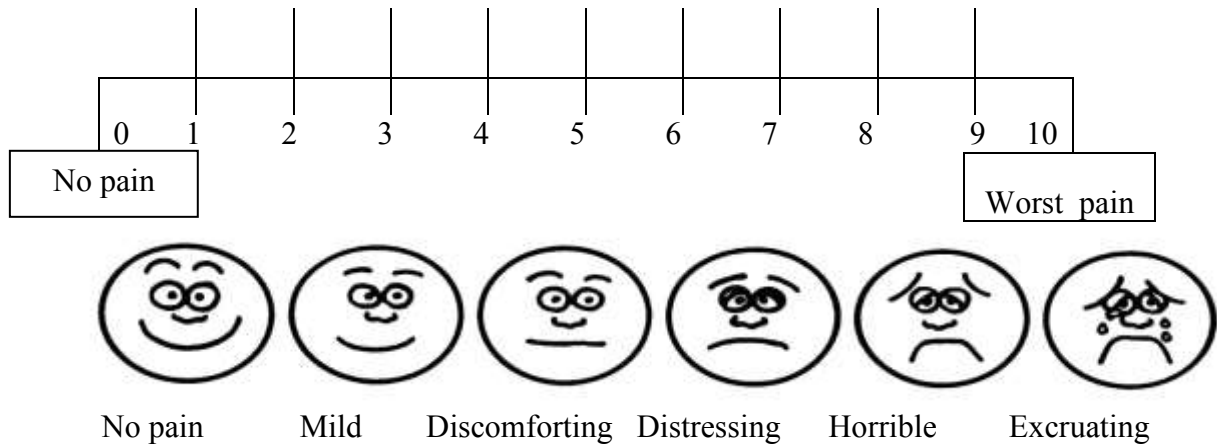 0 1 2 3 4 5 6 7 8 9 10
No pain
Worst pain
No pain Mild Discomforting Distressing Horrible Excruating